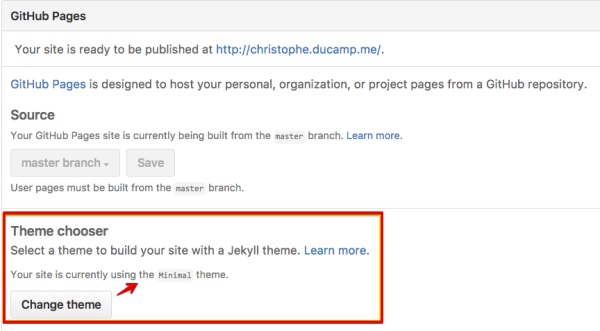 GitHub Pages
Your site is ready to be published at http://christophe.ducamp.me/.
GitHub Pages is designed to host your personal, organization, or project pages from a GitHub repository.
Source
Your GitHub Pages site is currently being built from the master branch. Learn more.
master branch
Save
User pages must be built from the master branch.
Theme chooser
Select a theme to build your site with a Jekyll theme. Learn more.
Your site is currently using the Minimal theme.
Change theme